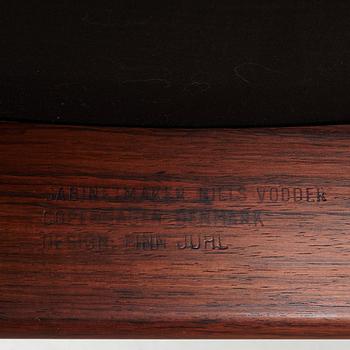 CABINETMAKER NIELS VODDER
COPENHAGEN DENMARK
DESIGN: FINN JUHL